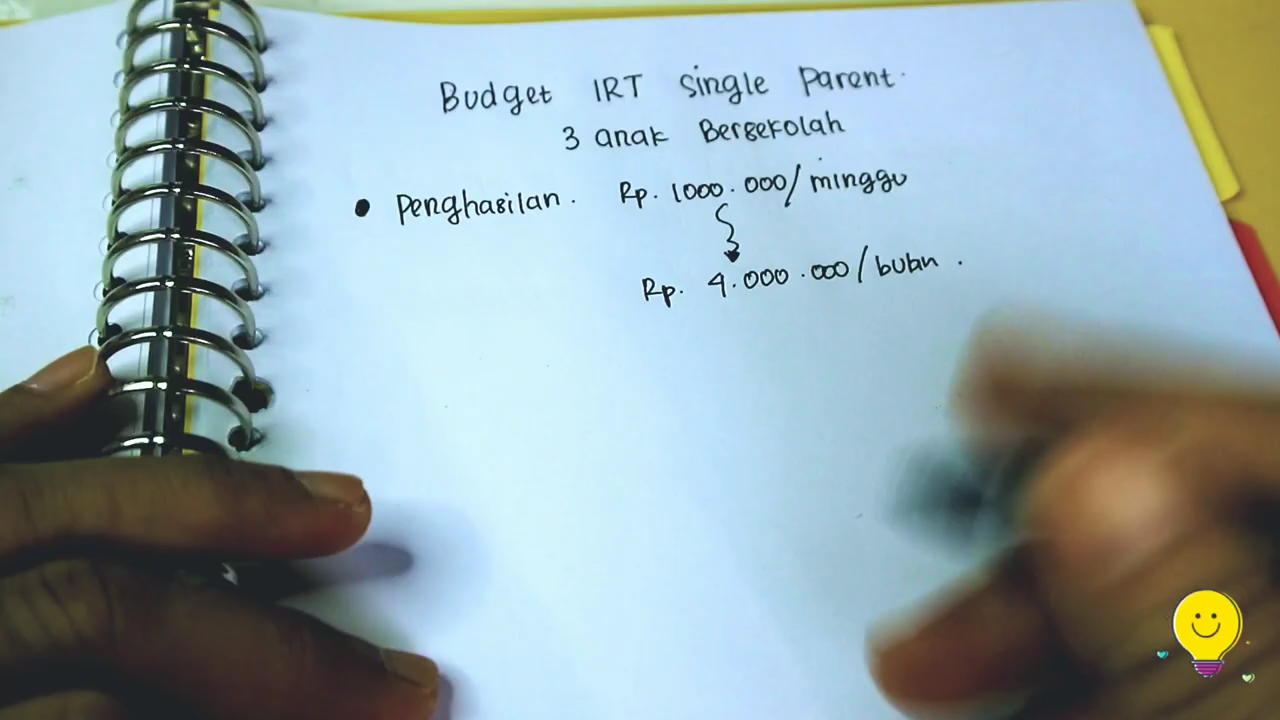 Budget IRT Single Parent.
3 anak Bersekolah
• Penghasilan. Rp. 1000.000/minggu
Rp. 4.000.000/bulan.